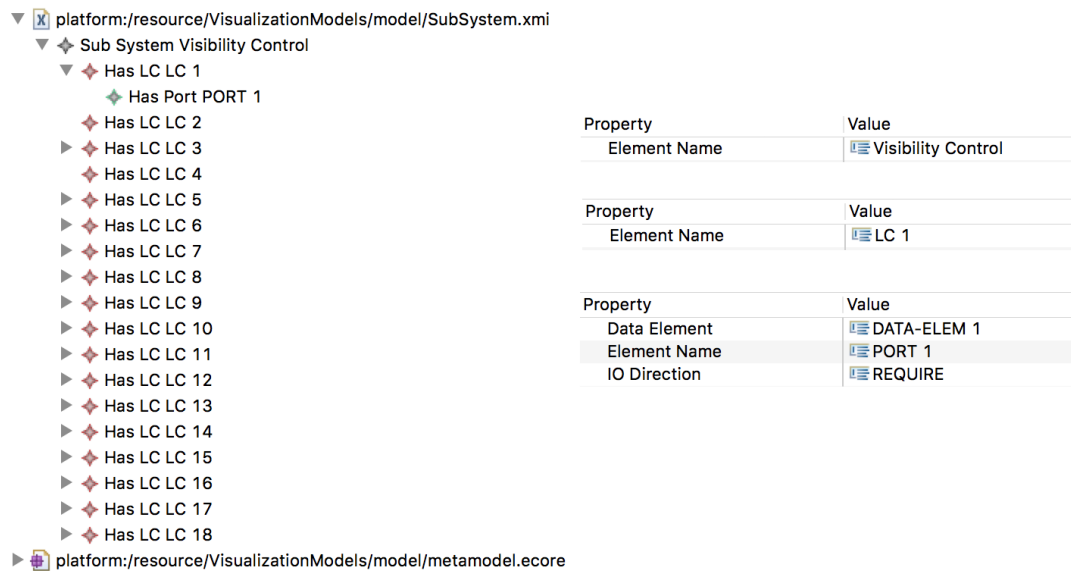 platform:/resource/VisualizationModels/model/SubSystem.xmi
Sub System Visibility Control
Has LC LC 1
Has Port PORT 1
Has LC LC 2
Has LC LC 3
Has LC LC 4
Has LC LC 5
Has LC LC 6
Has LC LC 7
Has LC LC 8
Has LC LC 9
Has LC LC 10
Has LC LC 11
Has LC LC 12
Has LC LC 13
Has LC LC 14
Has LC LC 15
Has LC LC 16
Has LC LC 17
Has LC LC 18
platform:/resource/VisualizationModels/model/metamodel.ecore
Property Value
Element Name Visibility Control
Property Value
Element Name LC 1
Property Value
Data Element DATA-ELEM 1
Element Name PORT 1
IO Direction REQUIRE